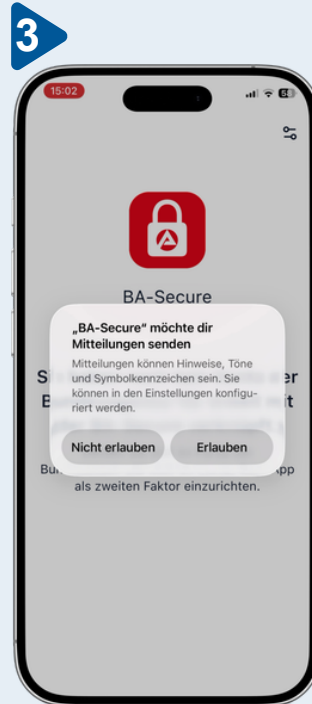 3
15:02
BA-Secure
„BA-Secure“ möchte dir
Mitteilungen senden
Mitteilungen können Hinweise, Töne
und Symbolkennzeichen sein. Sie
können in den Einstellungen konfigu-
riert werden.
Nicht erlauben Erlauben
als zweiten Faktor einzurichten.